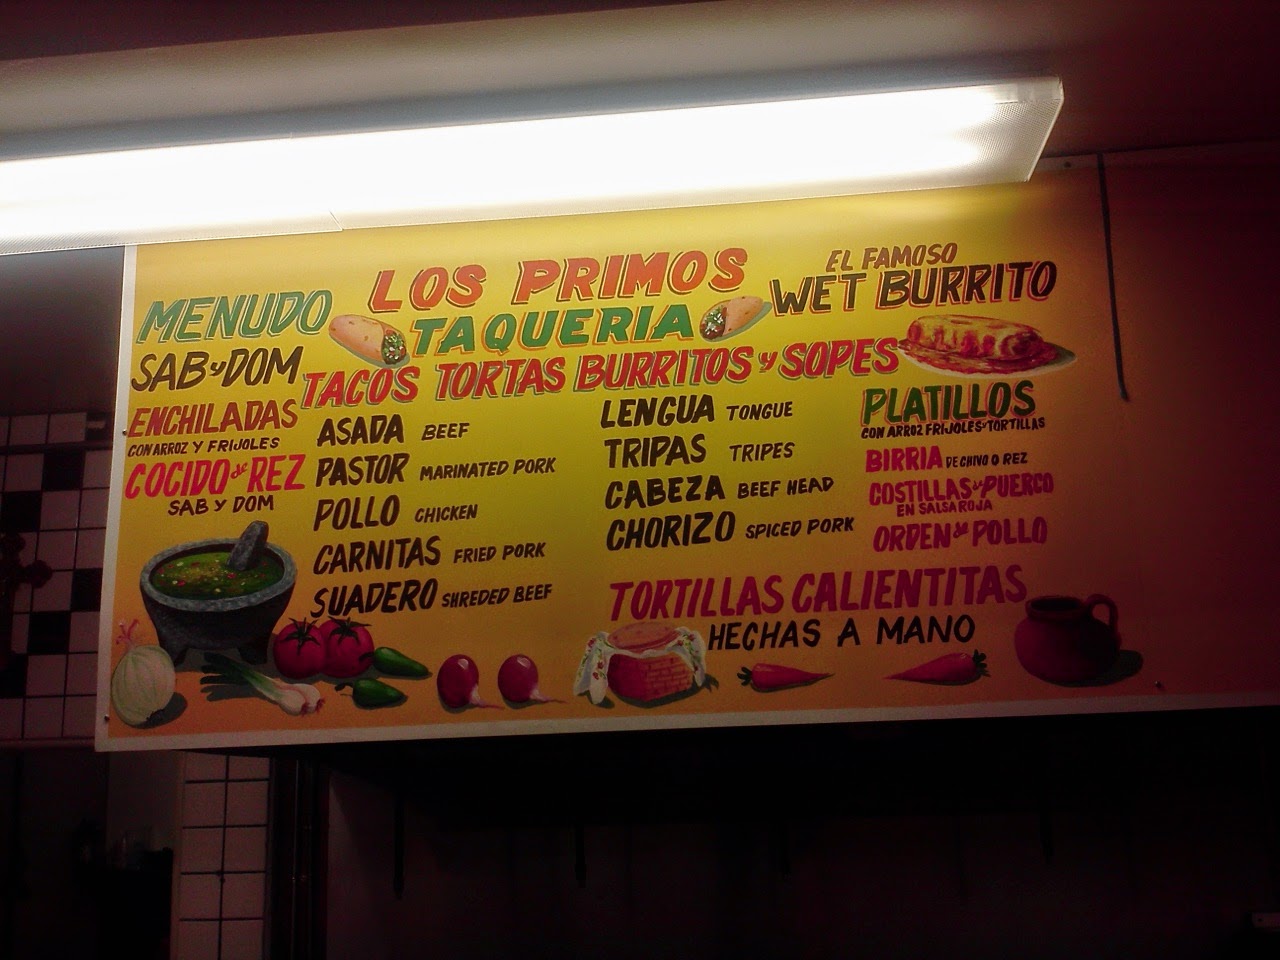 MENUDO
SAB Y DOM
ENCHILADAS
CON ARROZ Y FRIJOLES
COCIDO de REZ
SAB Y DOM
LOS PRIMOS
TAQUERIA
TACOS TORTAS BURRITOS Y SOPES
ASADA BEEF
PASTOR MARINATED PORK
POLLO CHICKEN
CARNITAS FRIED PORK
SUADERO SHREDED BEEF
LENGUA TONGUE
TRIPAS TRIPES
CABEZA BEEF HEAD
CHORIZO SPICED PORK
EL FAMOSO
WET BURRITO
PLATILLOS
CON ARROZ FRIJOLES Y TORTILLAS
BIRRIA DE CHIVO O REZ
COSTILLAS de PUERCO
EN SALSA ROJA
ORDEN de POLLO
TORTILLAS CALIENTITAS
HECHAS A MANO